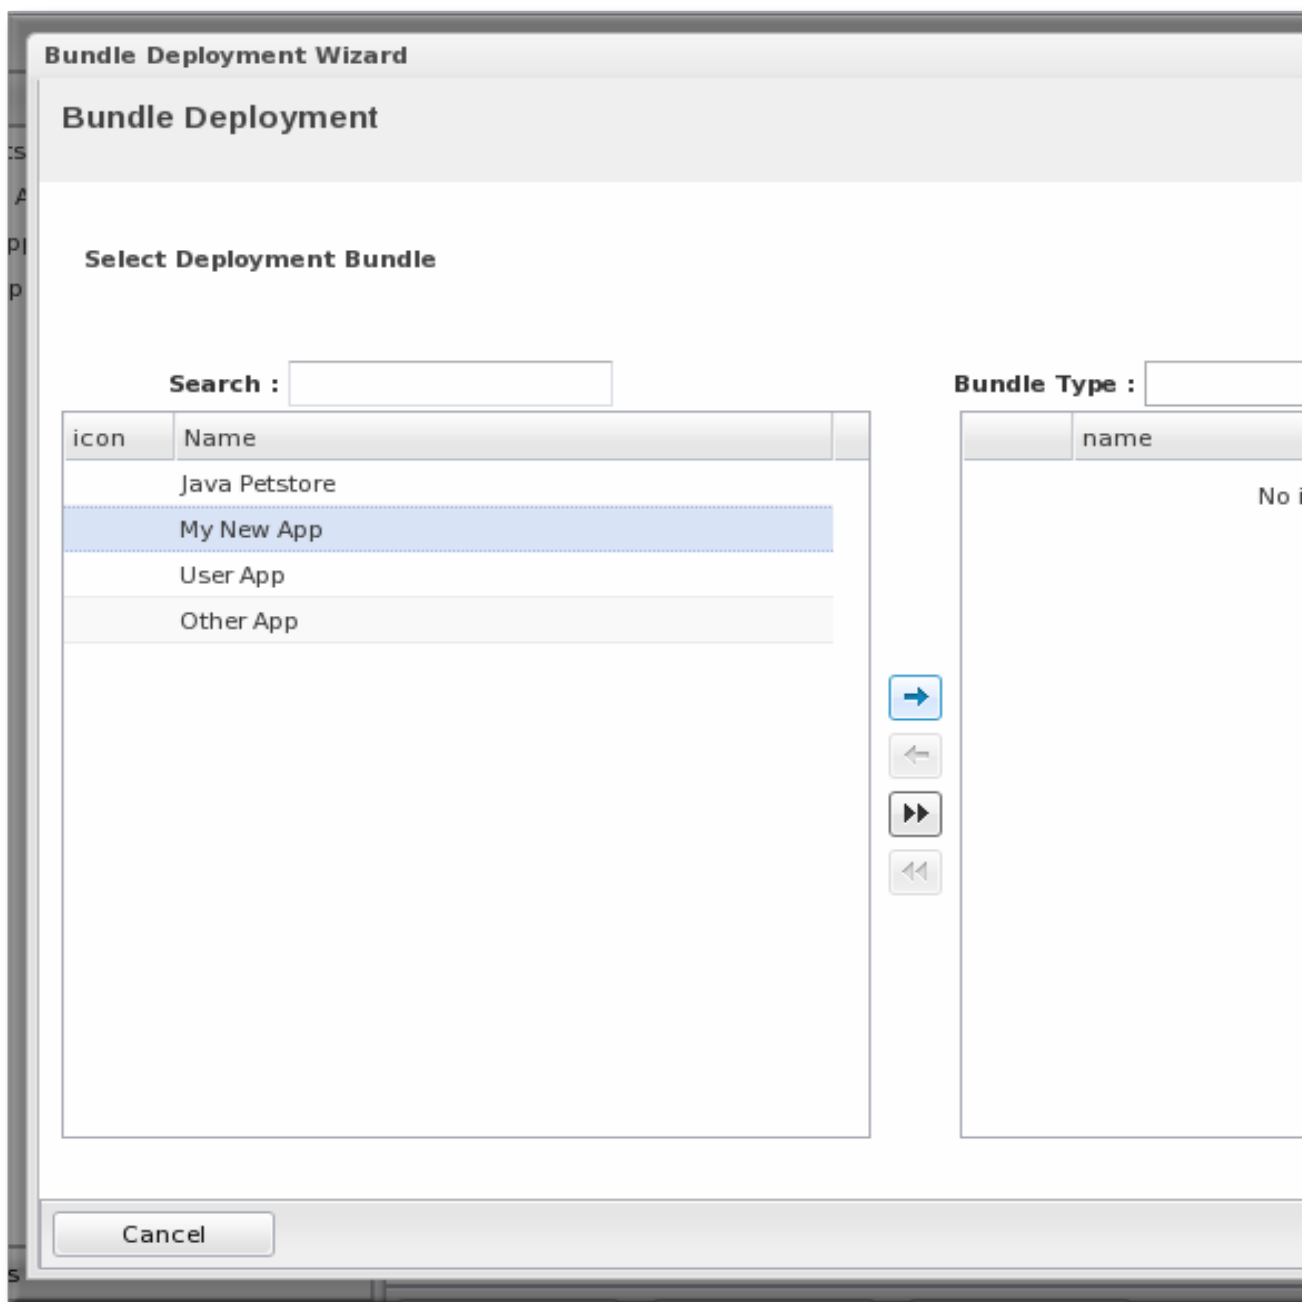 Bundle Deployment Wizard
Bundle Deployment
Select Deployment Bundle
Search :
Bundle Type :
icon Name
name
Java Petstore
No i
My New App
User App
Other App
Cancel